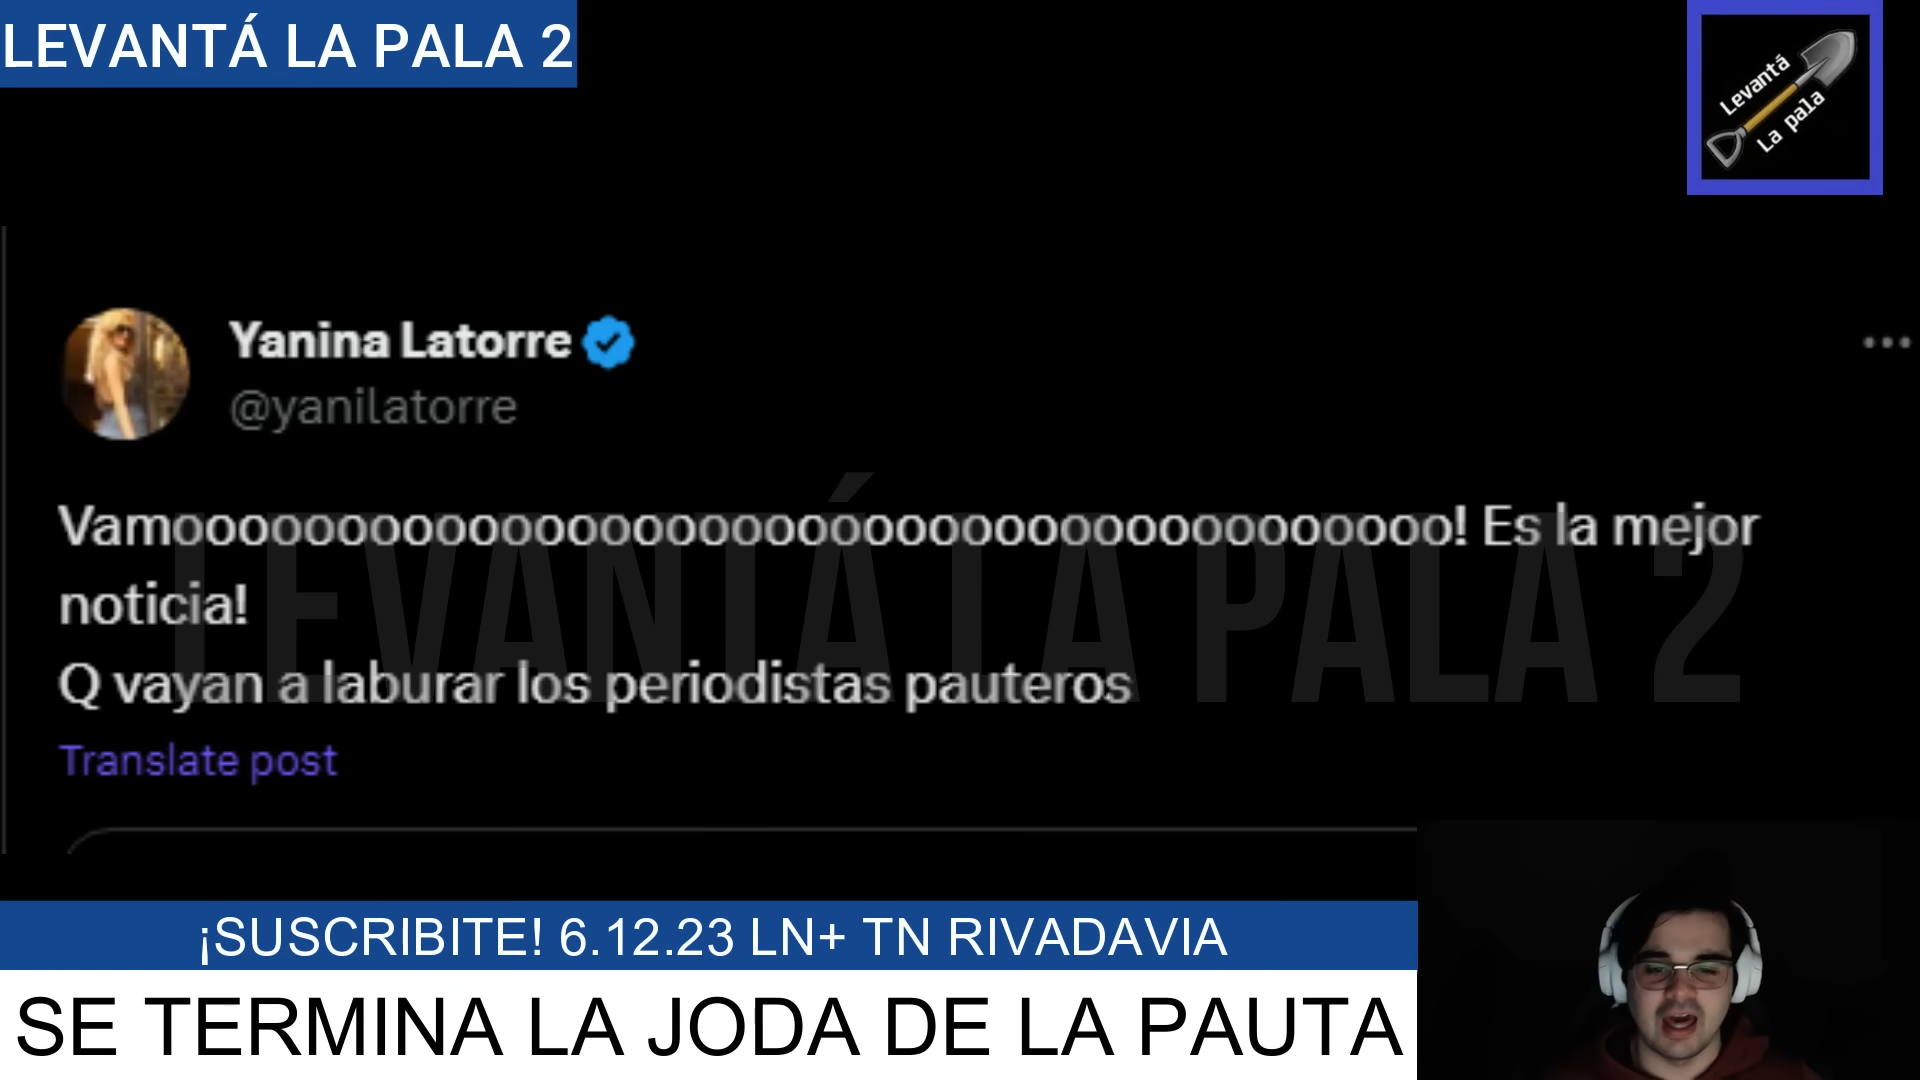 LEVANTÁ LA PALA 2
Levantá
La pala
Yanina Latorre
@yanilatorre
Vamooooooooooooooooooooooooooooooooooooooo! Es la mejor
noticia!
Q vayan a laburar los periodistas pauteros
Translate post
LEVANTÁ LA PALA 2
¡SUSCRIBITE! 6.12.23 LN+ TN RIVADAVIA
SE TERMINA LA JODA DE LA PAUTA